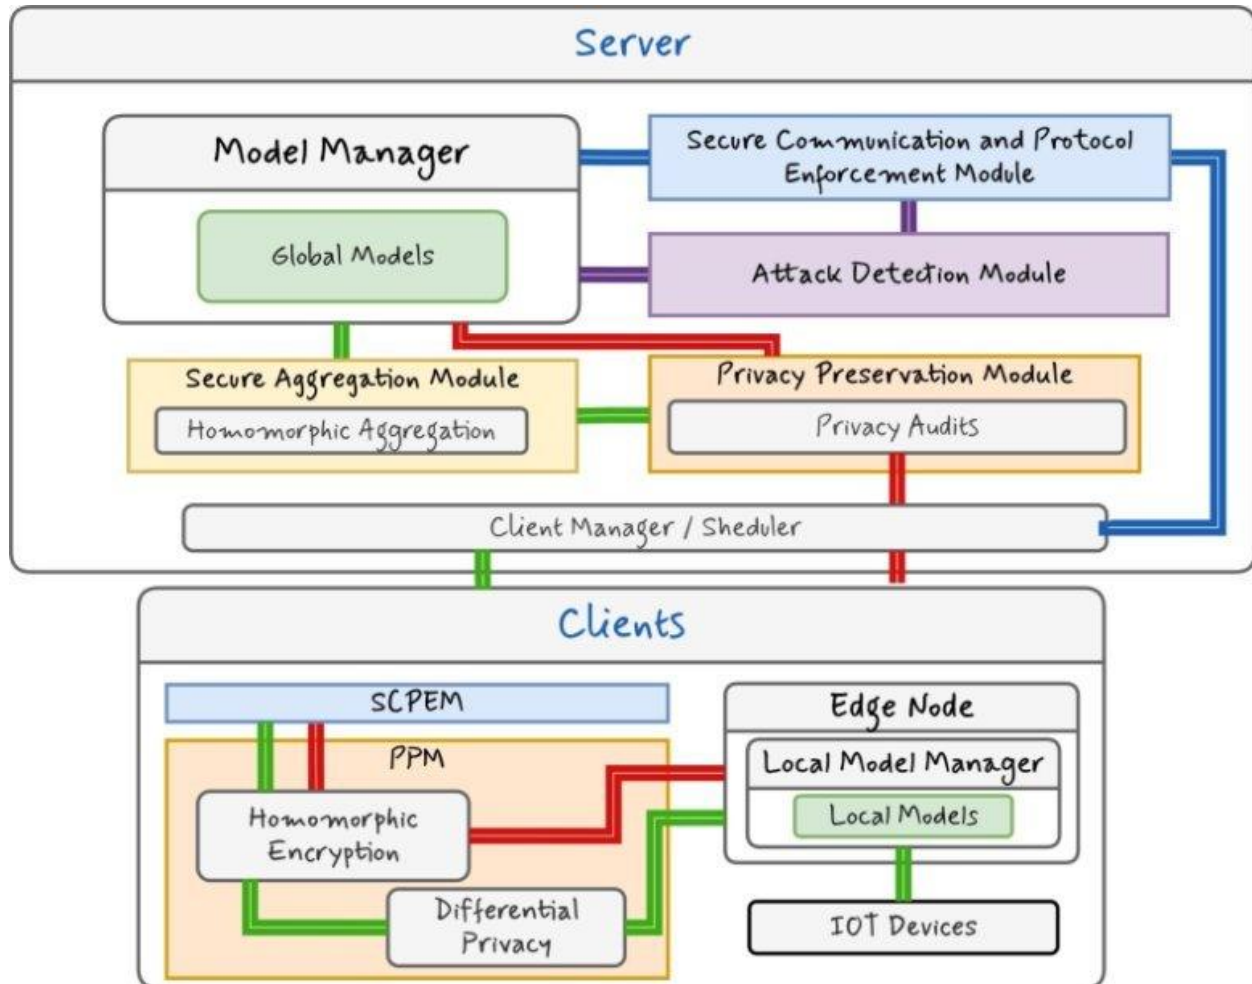 Server
Model Manager
Global Models
Secure Communication and Protocol
Enforcement Module
Attack Detection Module
Secure Aggregation Module
Homomorphic Aggregation
Privacy Preservation Module
Privacy Audits
Client Manager / Sheduler
Clients
SCPEM
PPM
Homomorphic
Encryption
Differential
Privacy
Edge Node
Local Model Manager
Local Models
IOT Devices